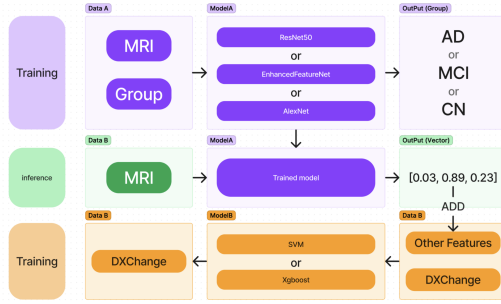 Data A
ModelA
OutPut (Group)
Training
MRI
Group
ResNet50
or
EnhancedFeatureNet
or
AlexNet
AD
or
MCI
or
CN
Data B
ModelA
OutPut (Vector)
inference
MRI
Trained model
[0.03, 0.89, 0.23]
ADD
Data B
ModelB
Data B
Training
DXChange
SVM
or
Xgboost
Other Features
DXChange